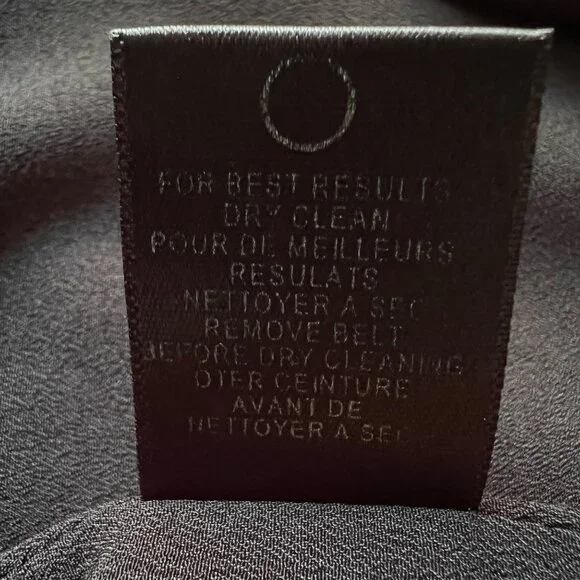 FOR BEST RESULTS
DRY CLEAN
POUR DE MEILLEURS
RESULATS
NETTOYER A SEC
REMOVE BELT
BEFORE DRY CLEANING
OTER CEINTURE
AVANT DE
NETTOYER A SEC